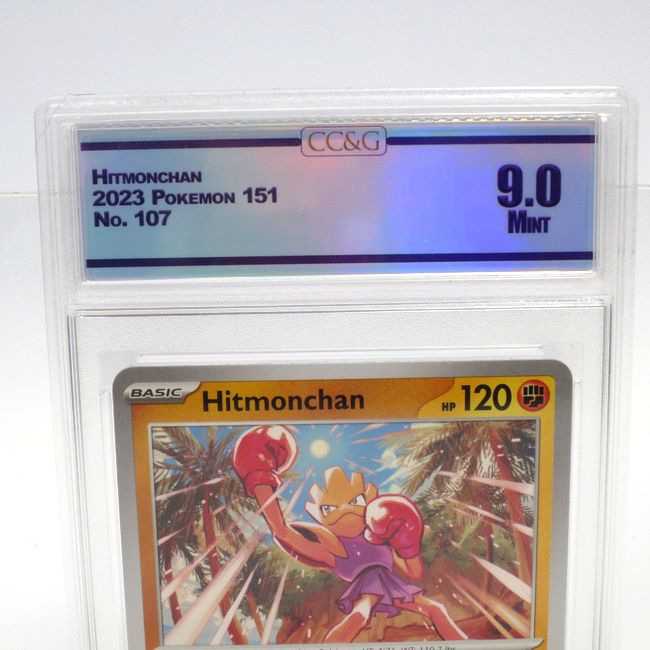 CC&G
HITMONCHAN
2023 POKEMON 151
NO. 107
9.0
MINT
BASIC
Hitmonchan
HP 120